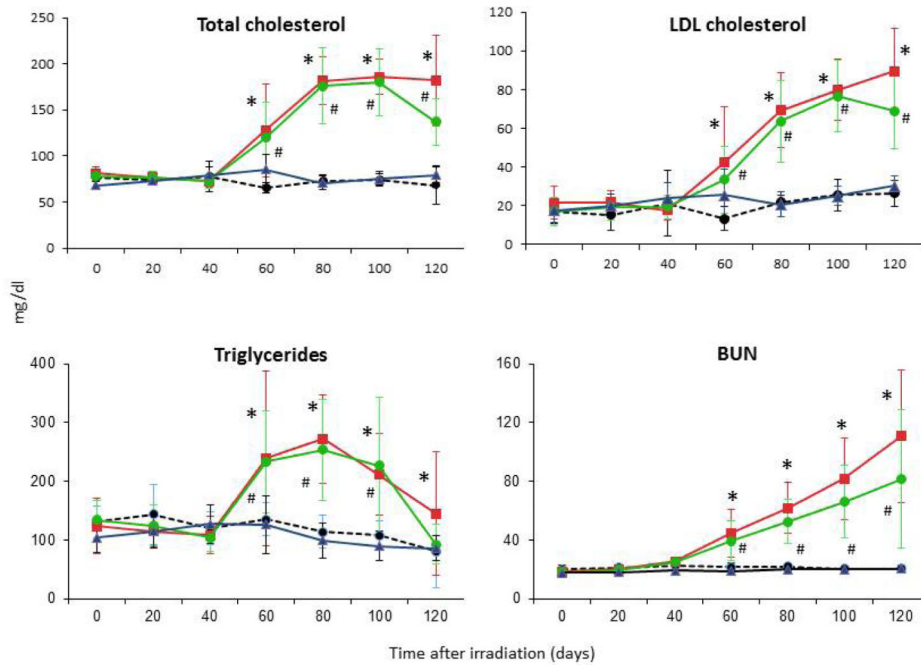 Total cholesterol
250
200
150
100
50
0
0 20 40 60 80 100 120
* * * *
# # # #
LDL cholesterol
120
100
80
60
40
20
0
0 20 40 60 80 100 120
* * * *
# # # #
mg/dl
Triglycerides
400
300
200
100
0
0 20 40 60 80 100 120
* * * *
# # #
BUN
160
120
80
40
0
0 20 40 60 80 100 120
* * * *
# # # #
Time after irradiation (days)